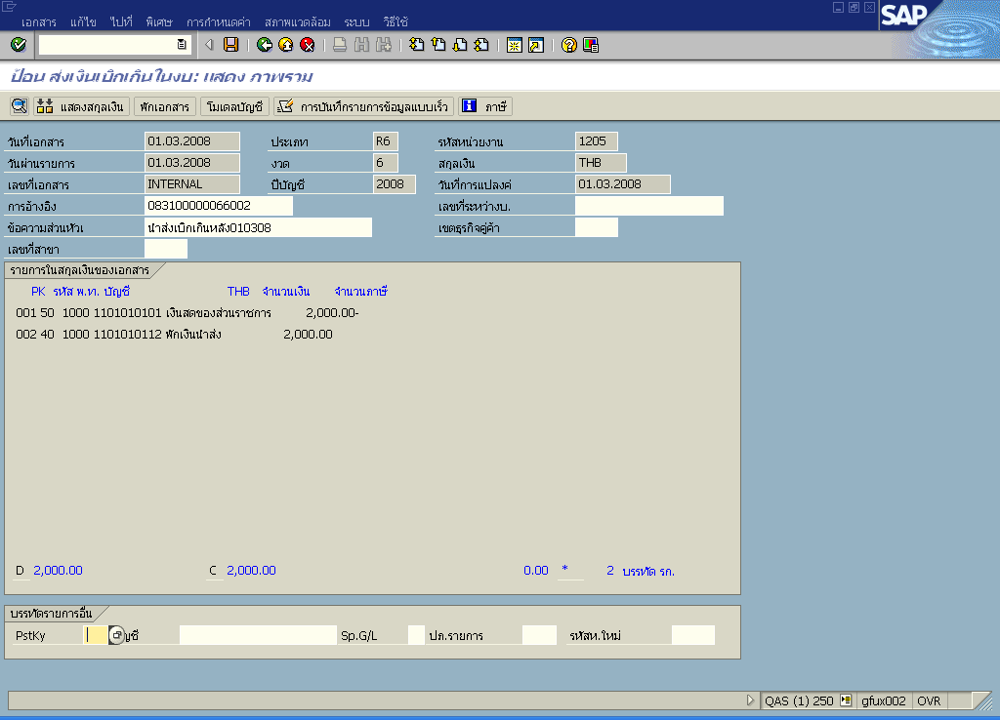 เอกสาร แก้ไข ไปที่ พิเศษ การกำหนดค่า สภาพแวดล้อม ระบบ วิธีใช้
SAP
ป้อน ส่งเงินเบิกเกินในงบ: แสดง ภาพรวม
แสดงสกุลเงิน พักเอกสาร โมเดลบัญชี การบันทึกรายการข้อมูลแบบเร็ว ภาษี
วันที่เอกสาร 01.03.2008 ประเภท R6 รหัสหน่วยงาน 1205
วันผ่านรายการ 01.03.2008 งวด 6 สกุลเงิน THB
เลขที่เอกสาร INTERNAL ปีบัญชี 2008 วันที่การแปลงค่ 01.03.2008
การอ้างอิง 083100000066002 เลขที่ระหว่างบ.
ข้อความส่วนหัวเ นำส่งเบิกเกินหลัง010308 เขตธุรกิจคู่ค้า
เลขที่สาขา
รายการในสกุลเงินของเอกสาร
PK รหัส พ.ท. บัญชี THB จำนวนเงิน จำนวนภาษี
001 50 1000 1101010101 เงินสดของส่วนราชการ 2,000.00-
002 40 1000 1101010112 พักเงินนำส่ง 2,000.00
D 2,000.00 C 2,000.00 0.00 * 2 บรรทัด รก.
บรรทัดรายการอื่น
PstKy ัญชี Sp.G/L ปภ.รายการ รหัสห.ใหม่
QAS (1) 250 gfux002 OVR